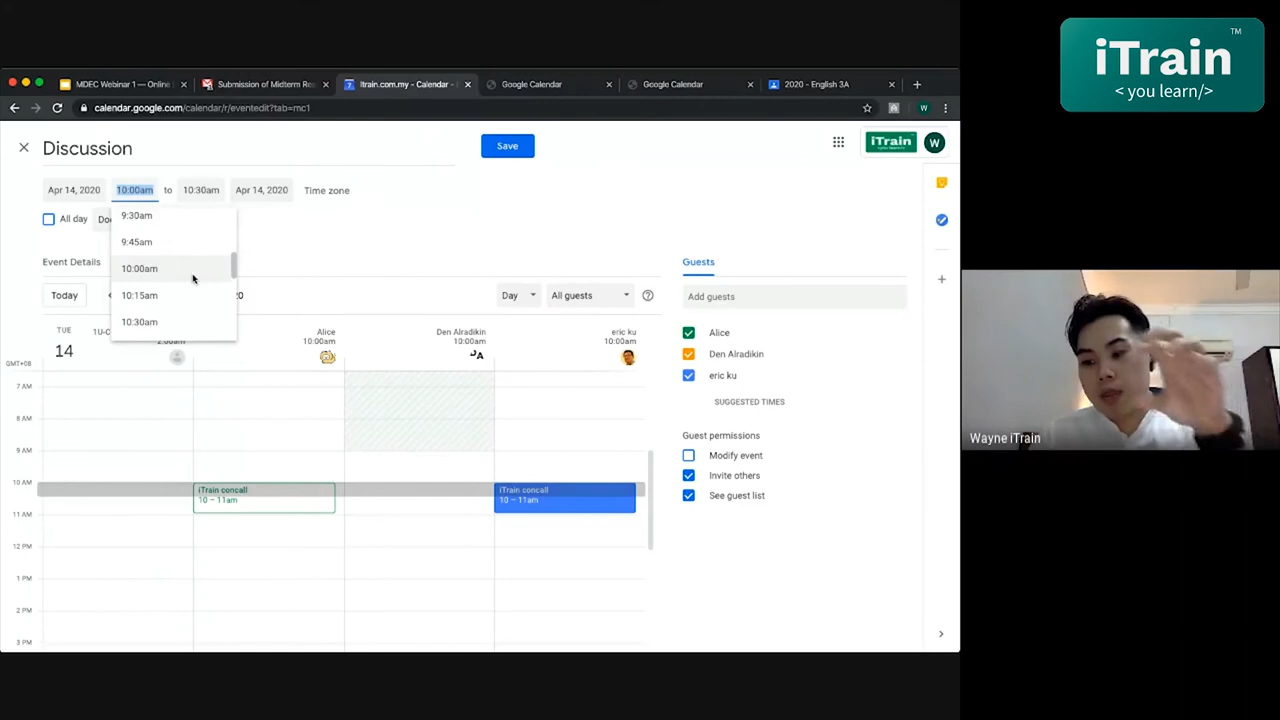 iTrain
TM
< you learn/>
MDEC Webinar 1 — Online
Submission of Midterm Re
Itrain.com.my - Calendar -
Google Calendar
Google Calendar
2020 - English 3A
calendar.google.com/calendar/r/eventedit?tab=mc1
W
Discussion
Save
iTrain
W
Apr 14, 2020
10:00am
to
10:30am
Apr 14, 2020
Time zone
All day
Doe
9:30am
9:45am
10:00am
10:15am
10:30am
Event Details
Guests
Today
20
Day
All guests
Add guests
TUE
14
GMT+08
1U-C
2:00am
Alice
10:00am
Den Alradikin
10:00am
eric ku
10:00am
Alice
Den Alradikin
eric ku
SUGGESTED TIMES
Guest permissions
Modify event
Invite others
See guest list
7 AM
8 AM
9 AM
10 AM
11 AM
12 PM
1 PM
2 PM
3 PM
iTrain concall
10 – 11am
iTrain concall
10 – 11am
Wayne iTrain